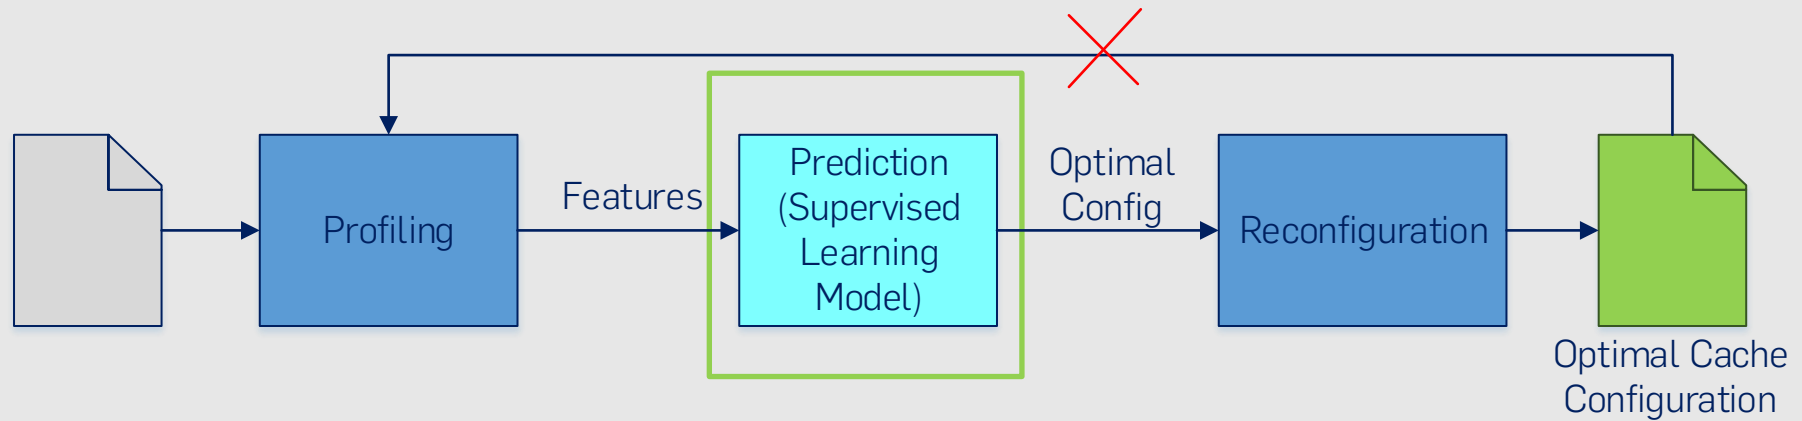 Profiling
Features
Prediction
(Supervised
Learning
Model)
Optimal
Config
Reconfiguration
Optimal Cache
Configuration